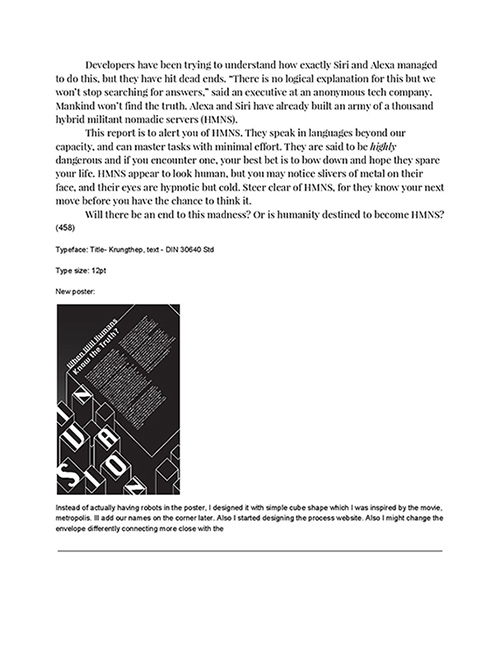 Developers have been trying to understand how exactly Siri and Alexa managed
to do this, but they have hit dead ends. “There is no logical explanation for this but we
won’t stop searching for answers,” said an executive at an anonymous tech company.
Mankind won’t find the truth. Alexa and Siri have already built an army of a thousand
hybrid militant nomadic servers (HMNS).
This report is to alert you of HMNS. They speak in languages beyond our
capacity, and can master tasks with minimal effort. They are said to be highly
dangerous and if you encounter one, your best bet is to bow down and hope they spare
your life. HMNS appear to look human, but you may notice slivers of metal on their
face, and their eyes are hypnotic but cold. Steer clear of HMNS, for they know your next
move before you have the chance to think it.
Will there be an end to this madness? Or is humanity destined to become HMNS?
(458)
Typeface: Title- Krungthep, text - DIN 30640 Std
Type size: 12pt
New poster:
When Will Humans
Know the Truth?
Instead of actually having robots in the poster, I designed it with simple cube shape which I was inspired by the movie,
metropolis. Ill add our names on the corner later. Also I started designing the process website. Also I might change the
envelope differently connecting more close with the